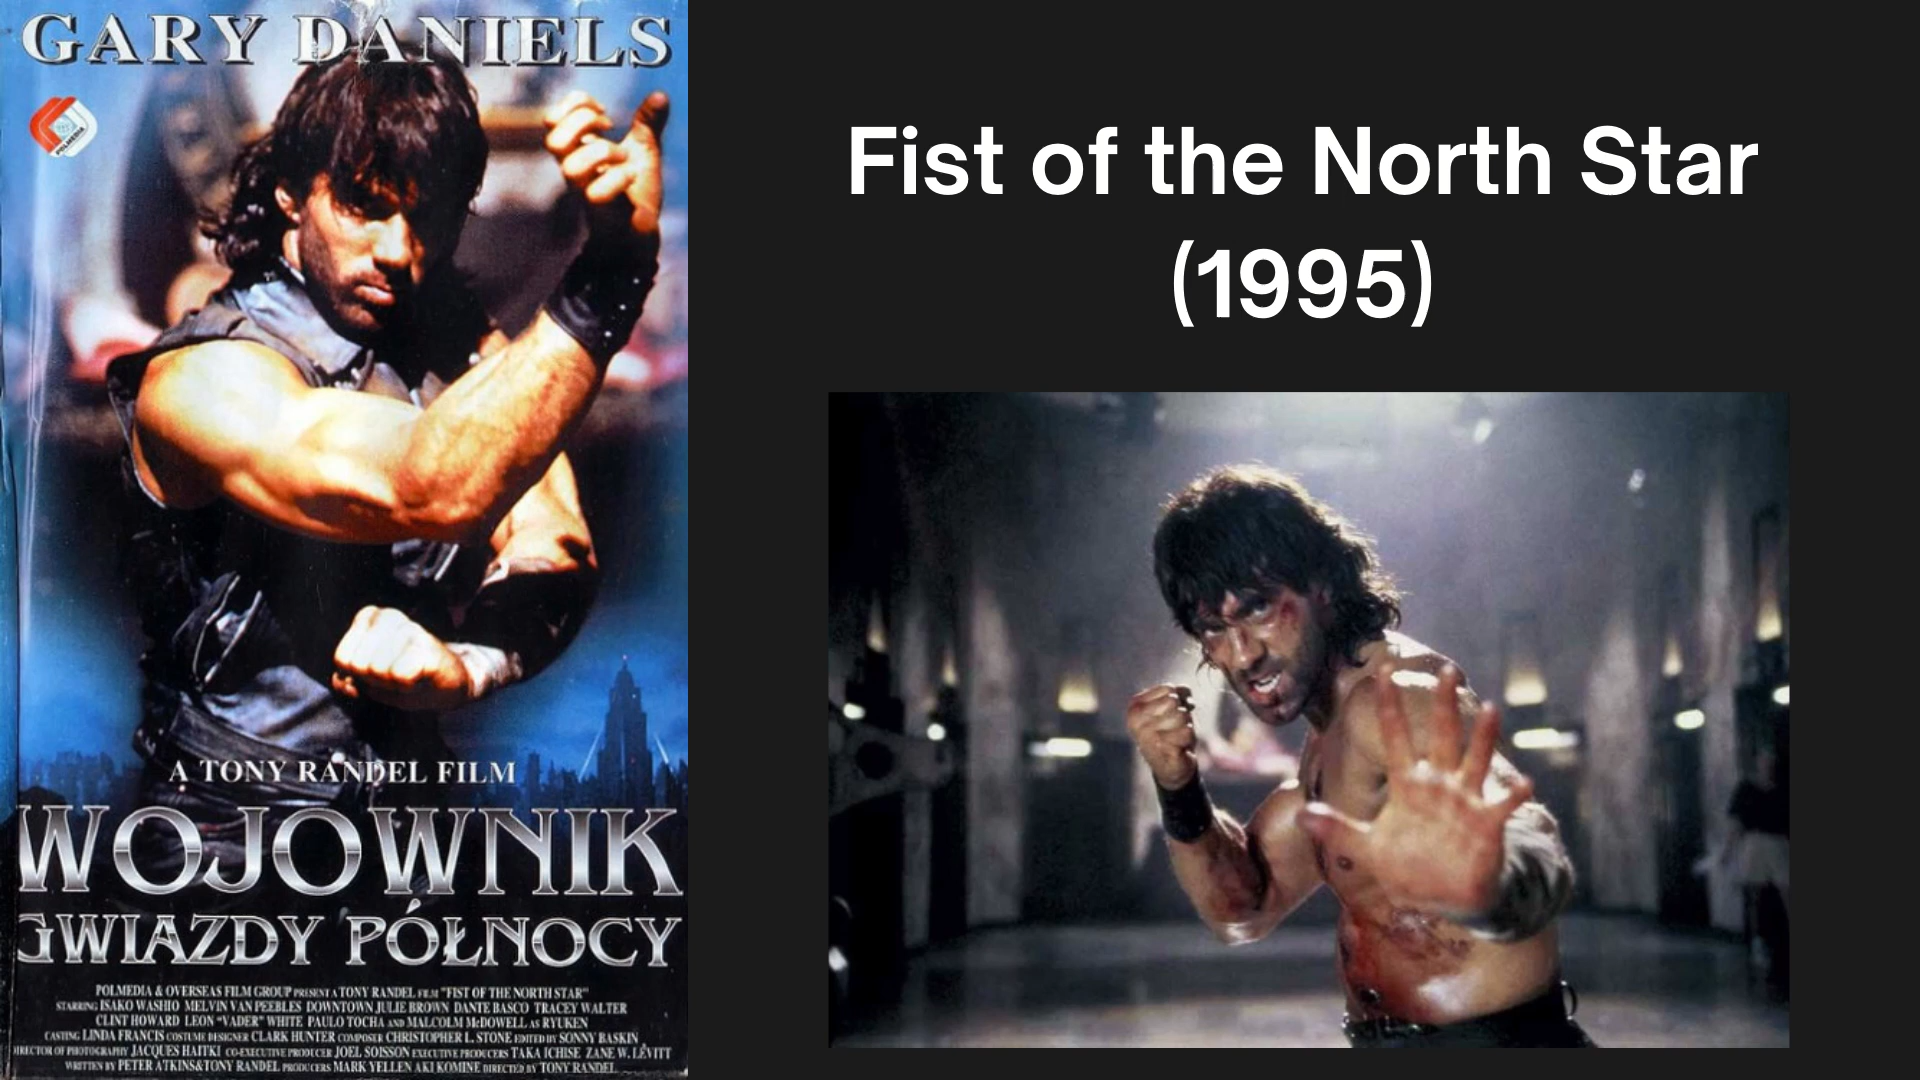 GARY DANIELS
POLMEDIA
A TONY RANDEL FILM
WOJOWNIK
GWIAZDY PÓŁNOCY
POLMEDIA & OVERSEAS FILM GROUP PRESENT A TONY RANDEL FILM "FIST OF THE NORTH STAR"
STARRING ISAKO WASHIO MELVIN VAN PEEBLES DOWNTOWN JULIE BROWN DANTE BASCO TRACEY WALTER
CLINT HOWARD LEON "VADER" WHITE PAULO TOCHA AND MALCOLM McDOWELL AS RYUKEN
CASTING LINDA FRANCIS COSTUME DESIGNER CLARK HUNTER COMPOSER CHRISTOPHER L. STONE EDITED BY SONNY BASKIN
DIRECTOR OF PHOTOGRAPHY JACQUES HAITKI CO-EXECUTIVE PRODUCER JOEL SOISSON EXECUTIVE PRODUCERS TAKA ICHISE ZANE W. LEVITT
WRITTEN BY PETER ATKINS&TONY RANDEL PRODUCERS MARK YELLEN AKI KOMINE DIRECTED BY TONY RANDEL
Fist of the North Star
(1995)